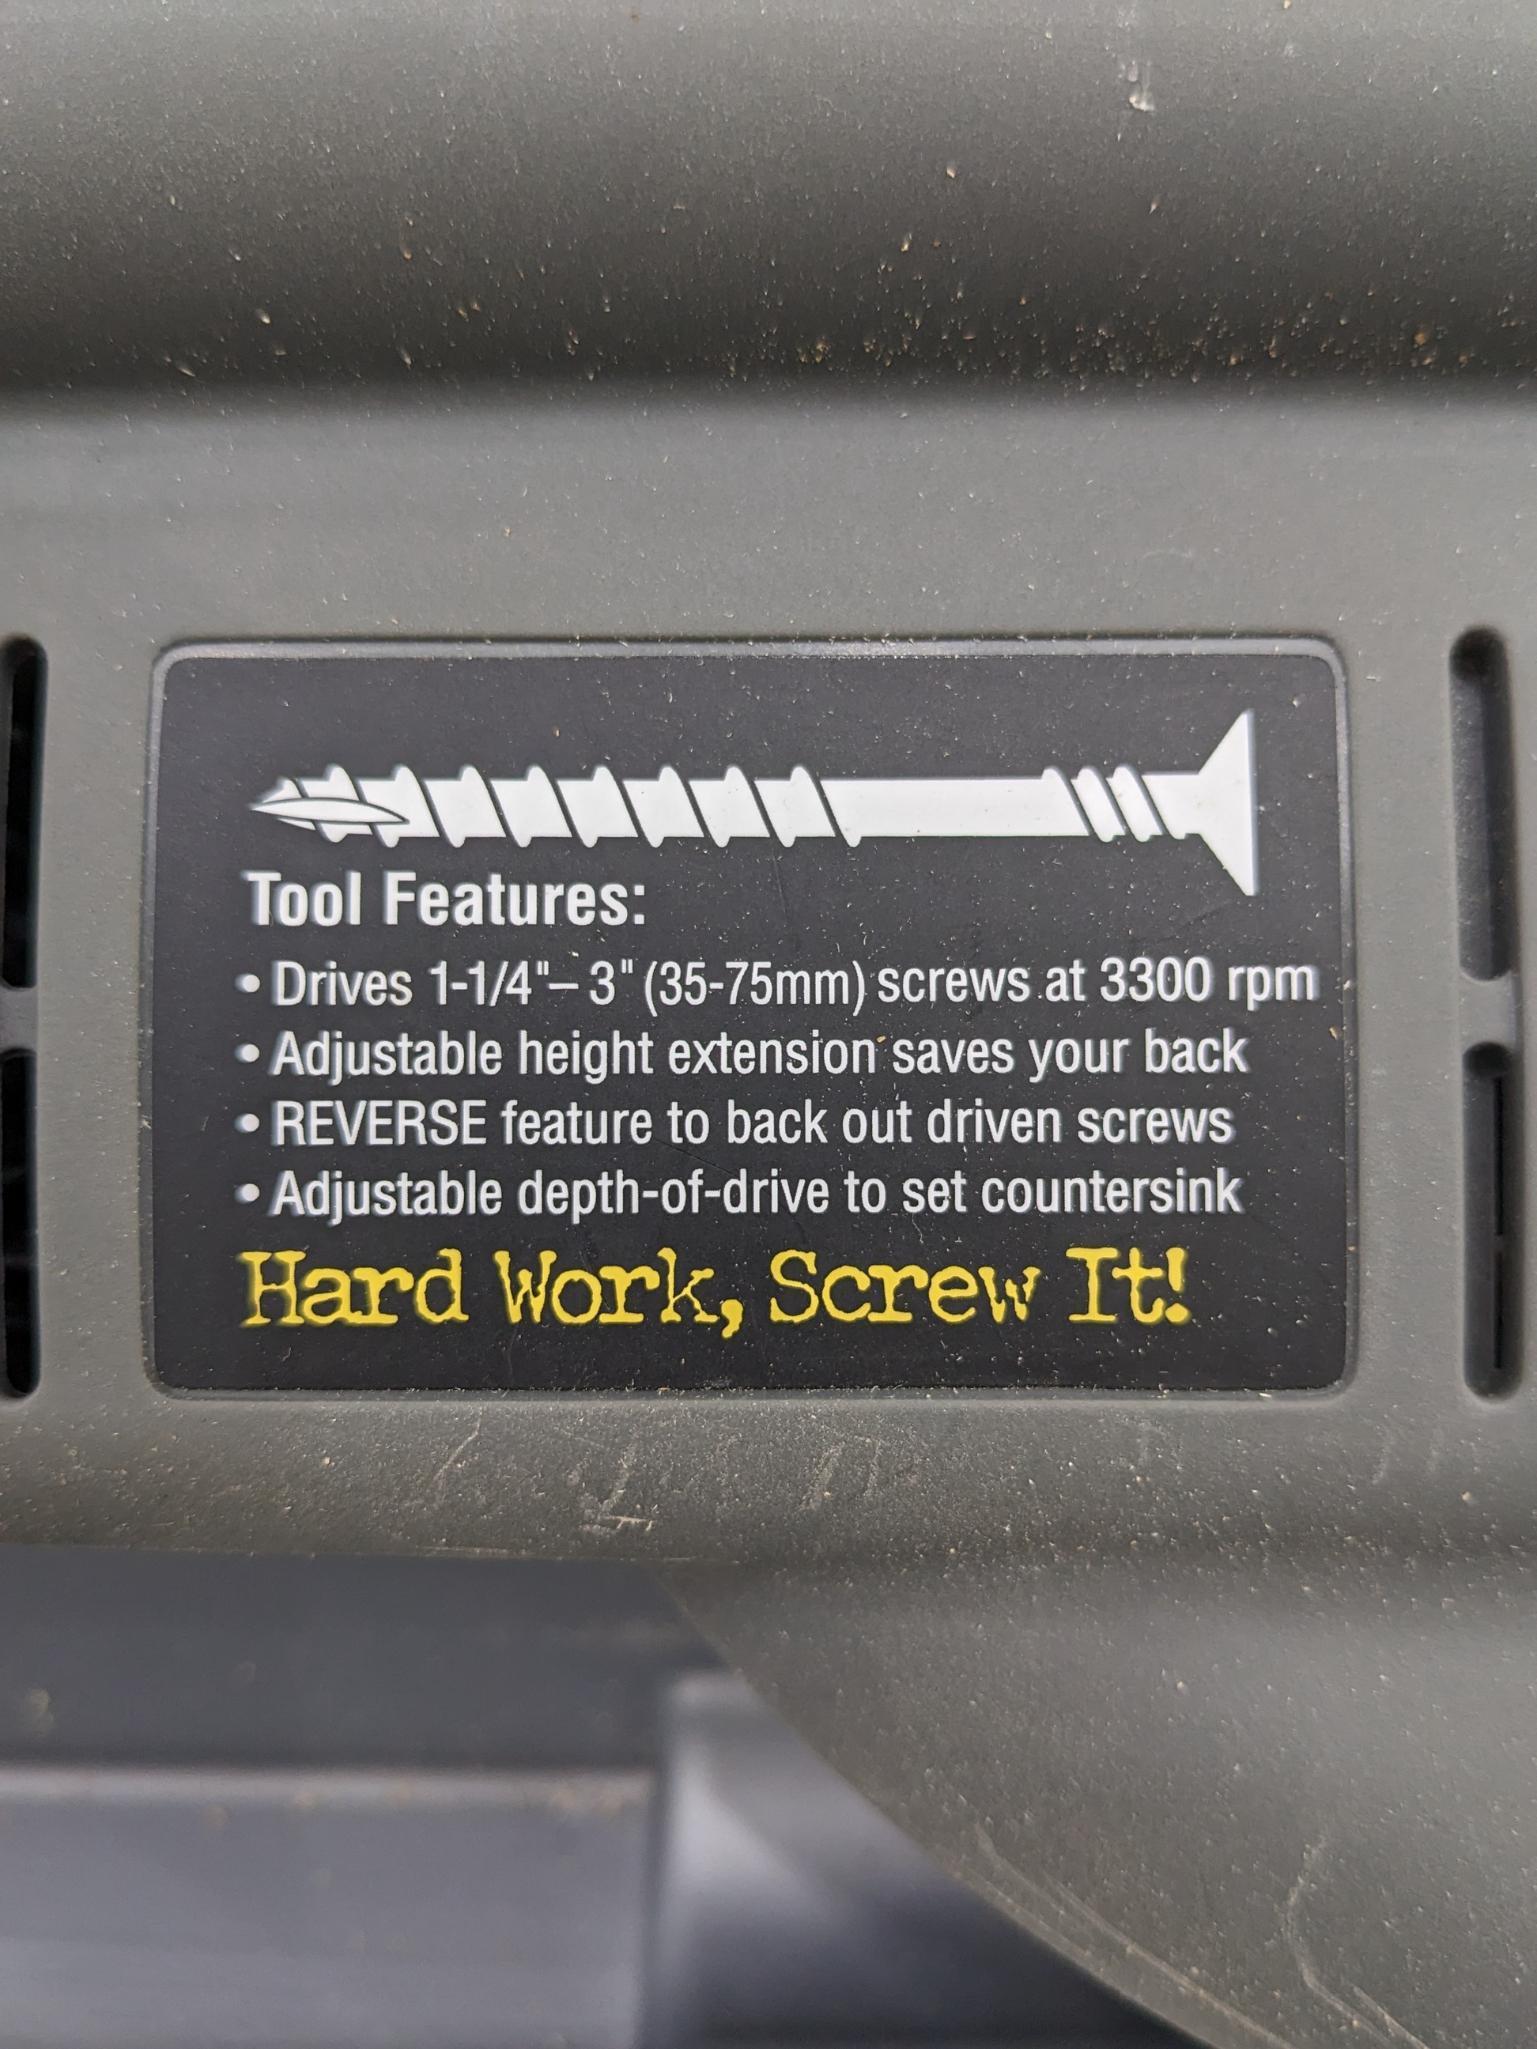 Tool Features:
• Drives 1-1/4"– 3" (35-75mm) screws at 3300 rpm
• Adjustable height extension saves your back
• REVERSE feature to back out driven screws
• Adjustable depth-of-drive to set countersink
Hard Work, Screw It!